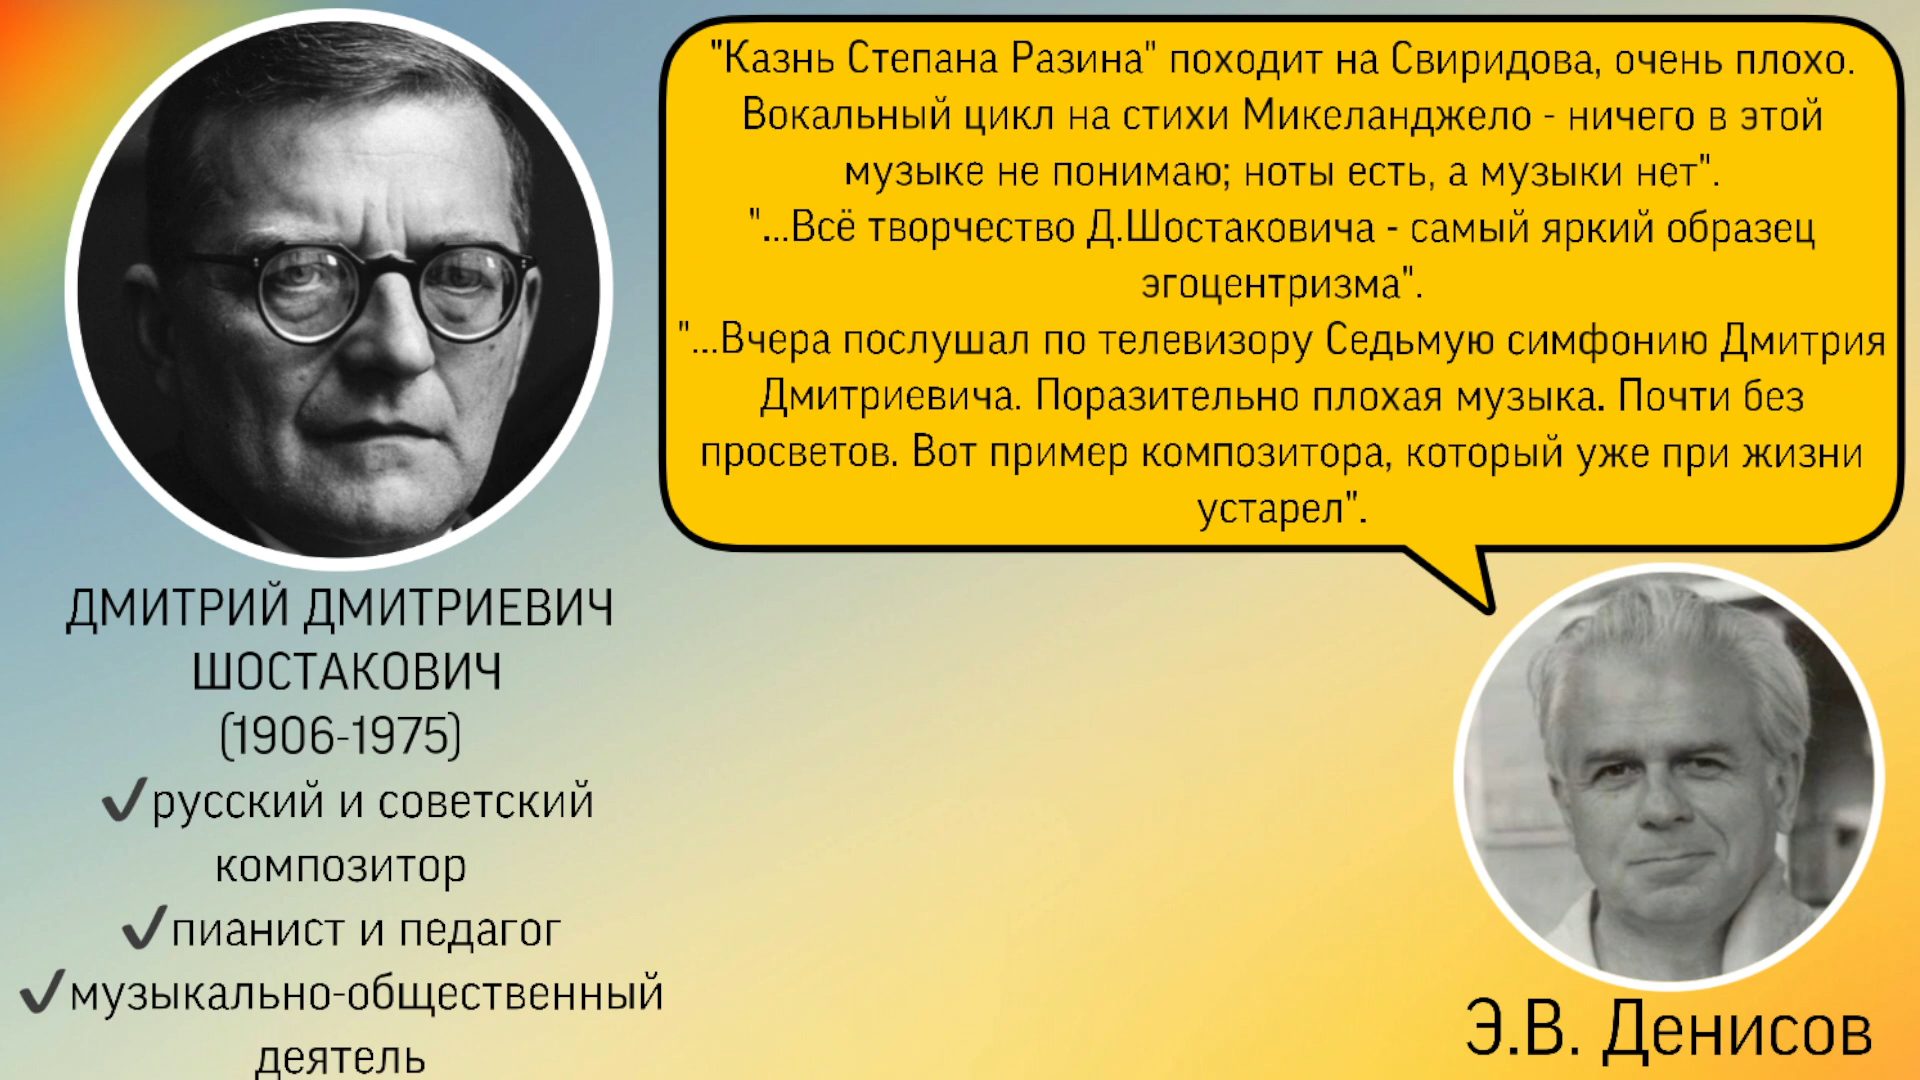 "Казнь Степана Разина" походит на Свиридова, очень плохо.
Вокальный цикл на стихи Микеланджело - ничего в этой
музыке не понимаю; ноты есть, а музыки нет".
"...Всё творчество Д.Шостаковича - самый яркий образец
эгоцентризма".
"...Вчера послушал по телевизору Седьмую симфонию Дмитрия
Дмитриевича. Поразительно плохая музыка. Почти без
просветов. Вот пример композитора, который уже при жизни
устарел".
ДМИТРИЙ ДМИТРИЕВИЧ
ШОСТАКОВИЧ
(1906-1975)
✔русский и советский
композитор
✔пианист и педагог
✔музыкально-общественный
деятель
Э.В. Денисов